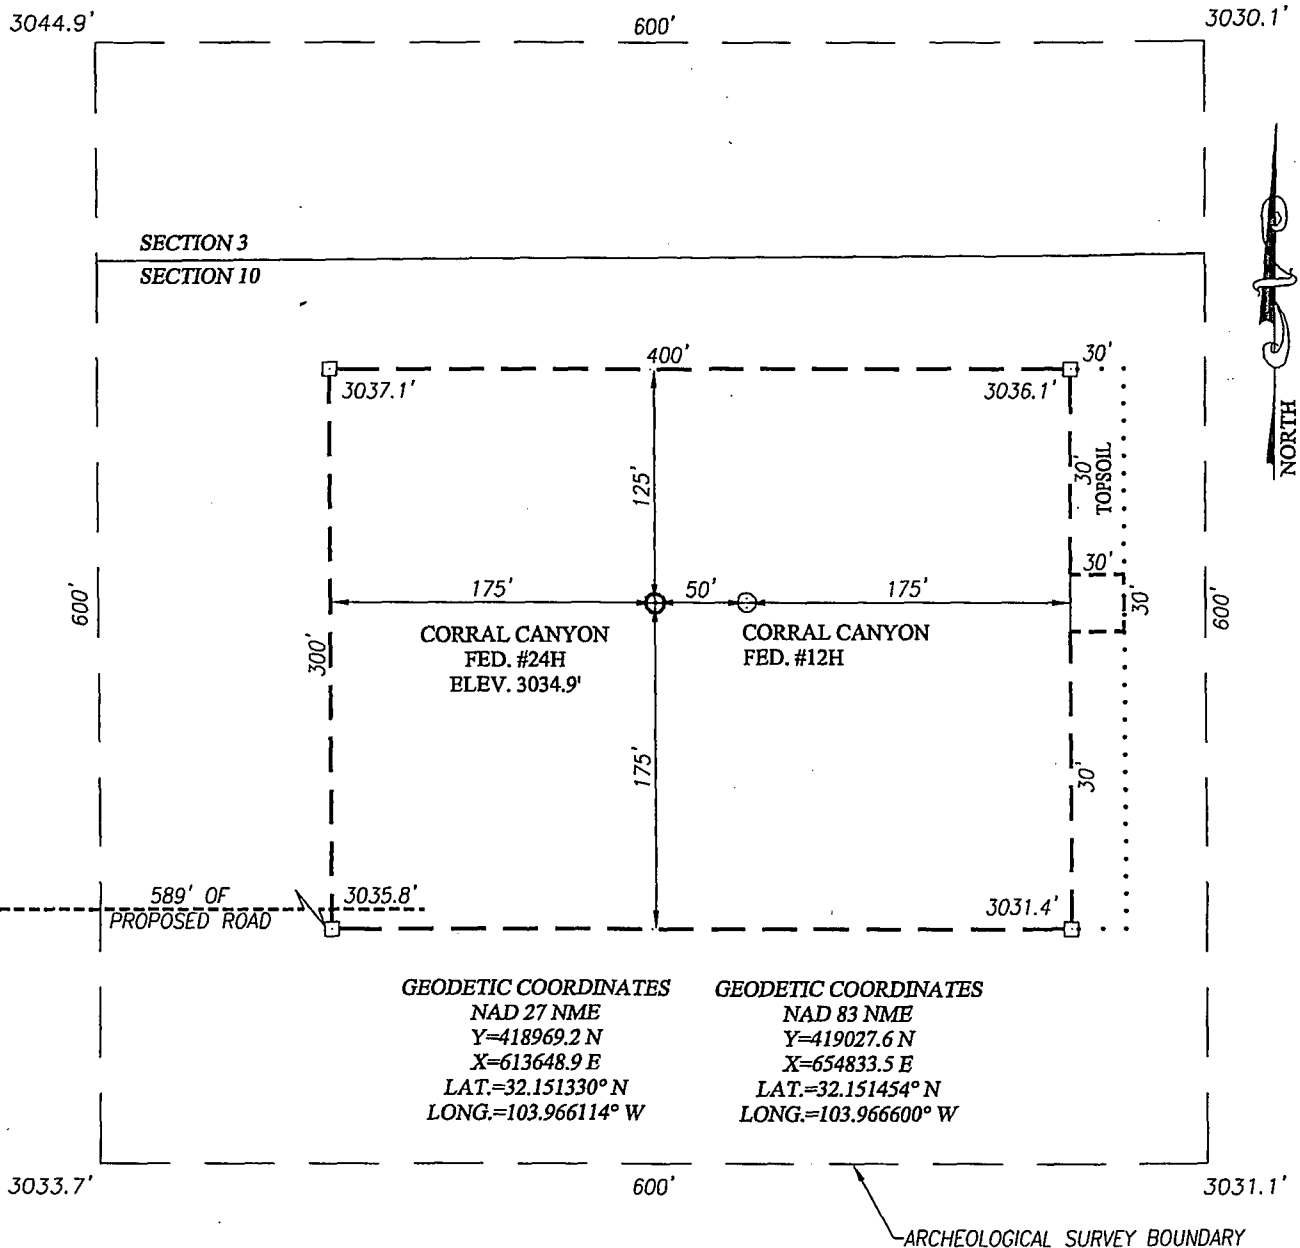 3044.9'
600'
3030.1'
SECTION 3
SECTION 10
400'
30'
3037.1'
3036.1'
NORTH
125'
30'
TOPSOIL
30'
175'
50'
175'
30'
600'
600'
300'
CORRAL CANYON
FED. #24H
ELEV. 3034.9'
CORRAL CANYON
FED. #12H
175'
30'
589' OF
PROPOSED ROAD
3035.8'
3031.4'
GEODETIC COORDINATES
NAD 27 NME
Y=418969.2 N
X=613648.9 E
LAT.=32.151330° N
LONG.=103.966114° W
GEODETIC COORDINATES
NAD 83 NME
Y=419027.6 N
X=654833.5 E
LAT.=32.151454° N
LONG.=103.966600° W
3033.7'
600'
3031.1'
ARCHEOLOGICAL SURVEY BOUNDARY